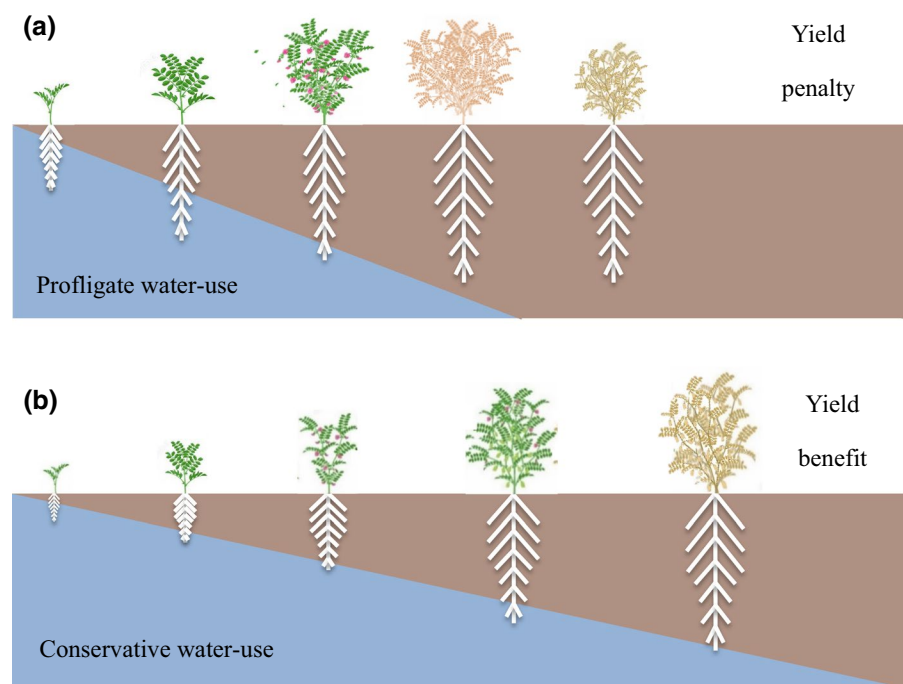 (a)
Yield
penalty
Profligate water-use
(b)
Yield
benefit
Conservative water-use